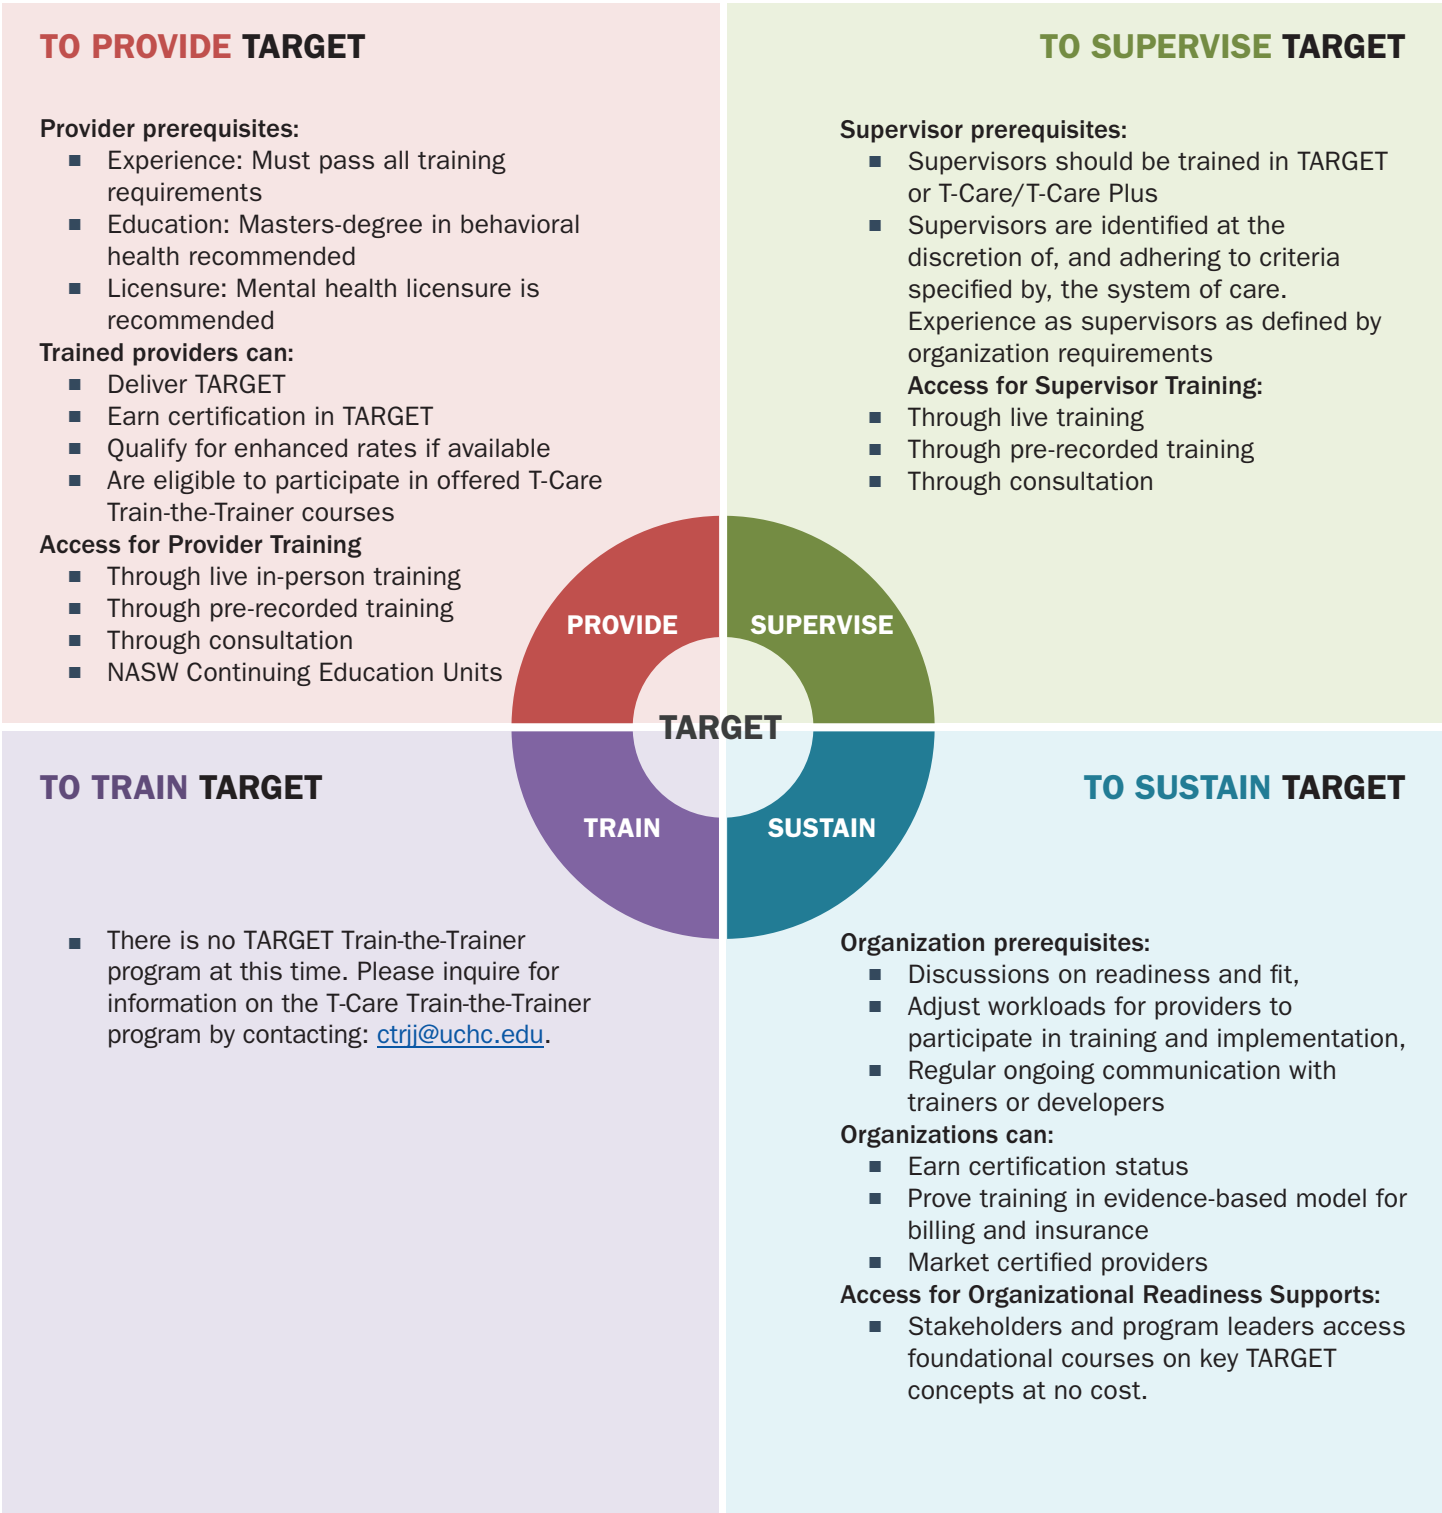 TO PROVIDE TARGET
Provider prerequisites:
■ Experience: Must pass all training
requirements
■ Education: Masters-degree in behavioral
health recommended
■ Licensure: Mental health licensure is
recommended
Trained providers can:
■ Deliver TARGET
■ Earn certification in TARGET
■ Qualify for enhanced rates if available
■ Are eligible to participate in offered T-Care
Train-the-Trainer courses
Access for Provider Training
■ Through live in-person training
■ Through pre-recorded training
■ Through consultation
■ NASW Continuing Education Units
TO SUPERVISE TARGET
Supervisor prerequisites:
■ Supervisors should be trained in TARGET
or T-Care/T-Care Plus
■ Supervisors are identified at the
discretion of, and adhering to criteria
specified by, the system of care.
Experience as supervisors as defined by
organization requirements
Access for Supervisor Training:
■ Through live training
■ Through pre-recorded training
■ Through consultation
PROVIDE
SUPERVISE
TARGET
TRAIN
SUSTAIN
TO TRAIN TARGET
■ There is no TARGET Train-the-Trainer
program at this time. Please inquire for
information on the T-Care Train-the-Trainer
program by contacting: ctrjj@uchc.edu.
TO SUSTAIN TARGET
Organization prerequisites:
■ Discussions on readiness and fit,
■ Adjust workloads for providers to
participate in training and implementation,
■ Regular ongoing communication with
trainers or developers
Organizations can:
■ Earn certification status
■ Prove training in evidence-based model for
billing and insurance
■ Market certified providers
Access for Organizational Readiness Supports:
■ Stakeholders and program leaders access
foundational courses on key TARGET
concepts at no cost.